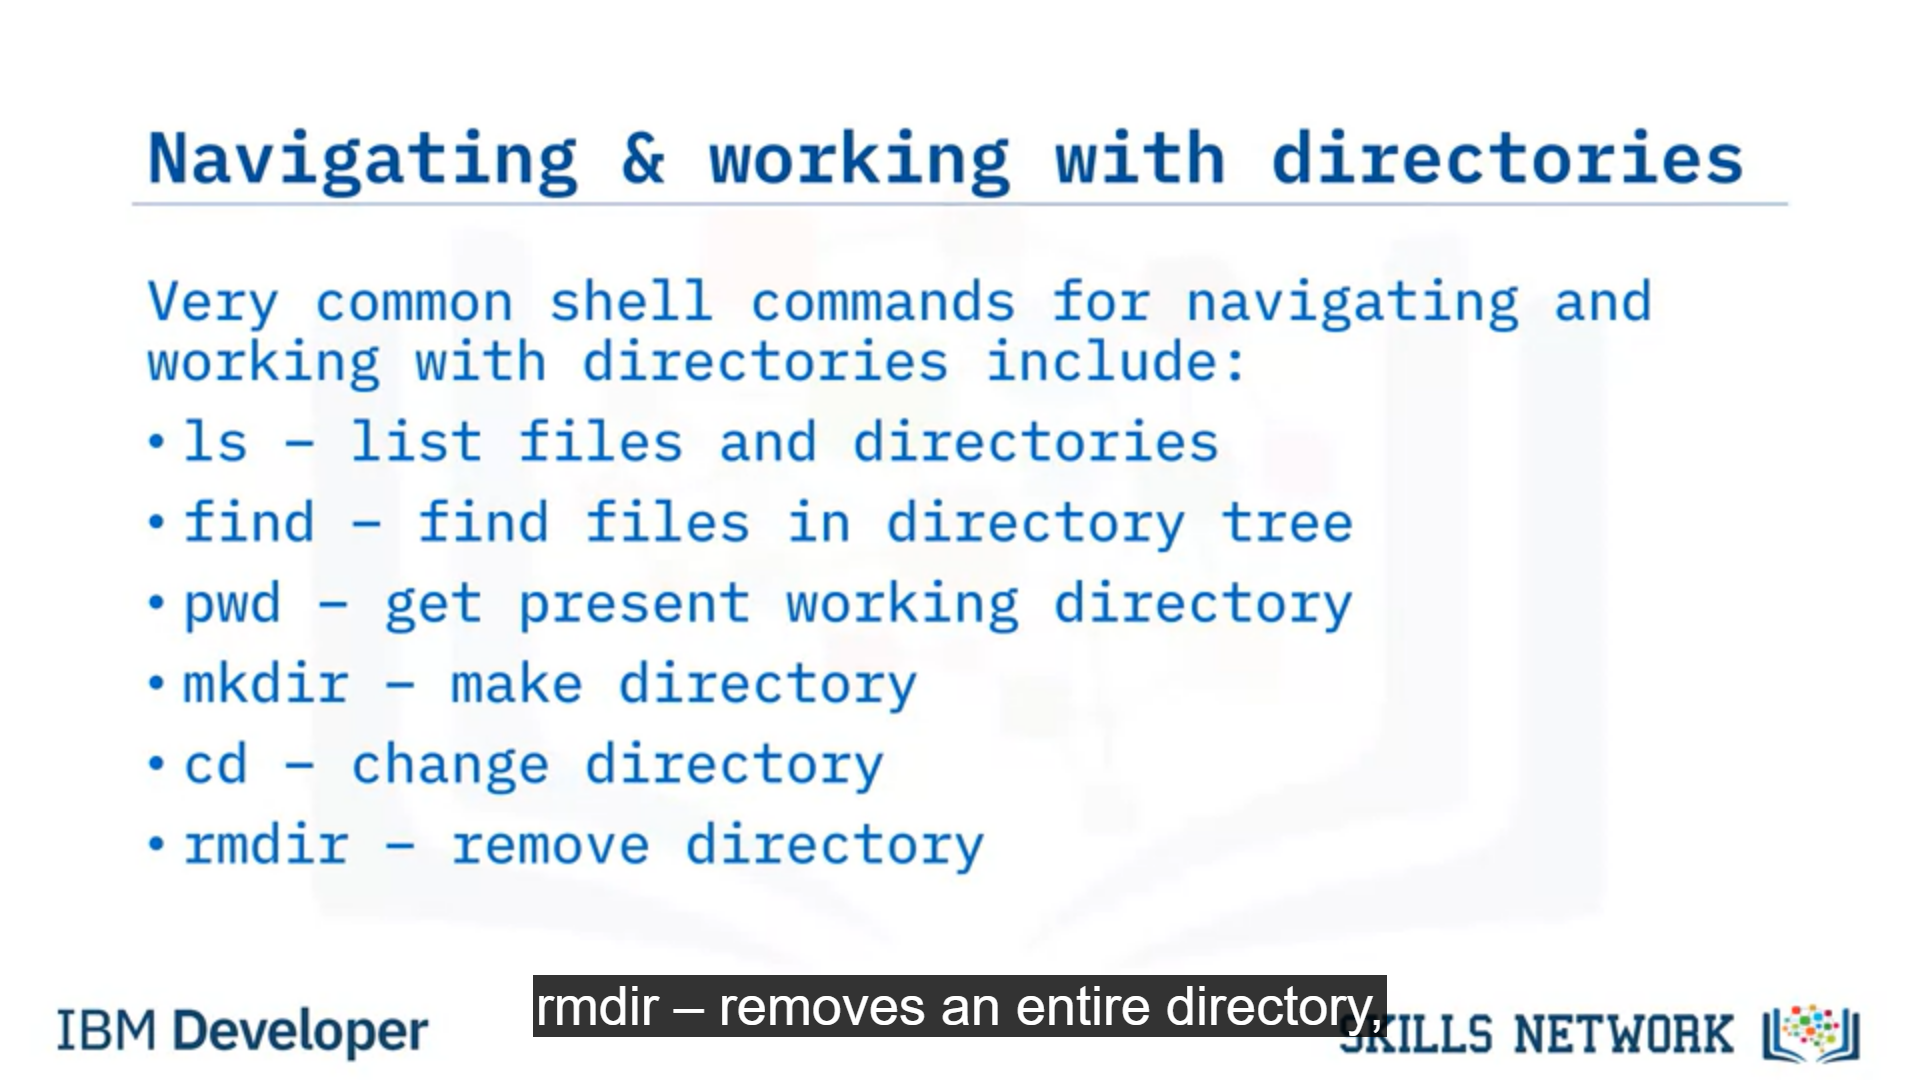 Navigating & working with directories
Very common shell commands for navigating and
working with directories include:
• ls – list files and directories
• find – find files in directory tree
• pwd – get present working directory
• mkdir – make directory
• cd – change directory
• rmdir – remove directory
rmdir – removes an entire directory,
IBM Developer
SKILLS NETWORK